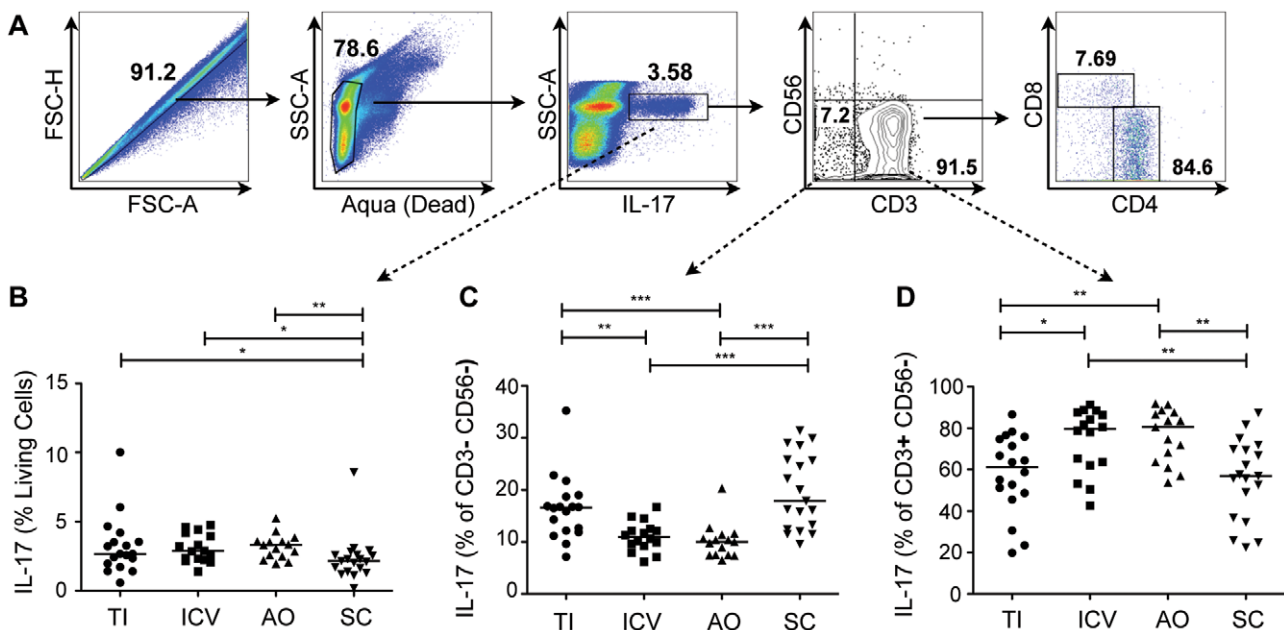 A
FSC-H
91.2
FSC-A
SSC-A
78.6
Aqua (Dead)
SSC-A
3.58
IL-17
CD56
7.2
91.5
CD3
CD8
7.69
84.6
CD4
B
**
*
*
IL-17 (% Living Cells)
15
10
5
0
TI ICV AO SC
C
***
** ***
***
IL-17 (% of CD3- CD56-)
40
30
20
10
0
TI ICV AO SC
D
**
* **
**
IL-17 (% of CD3+ CD56-)
100
80
60
40
20
0
TI ICV AO SC